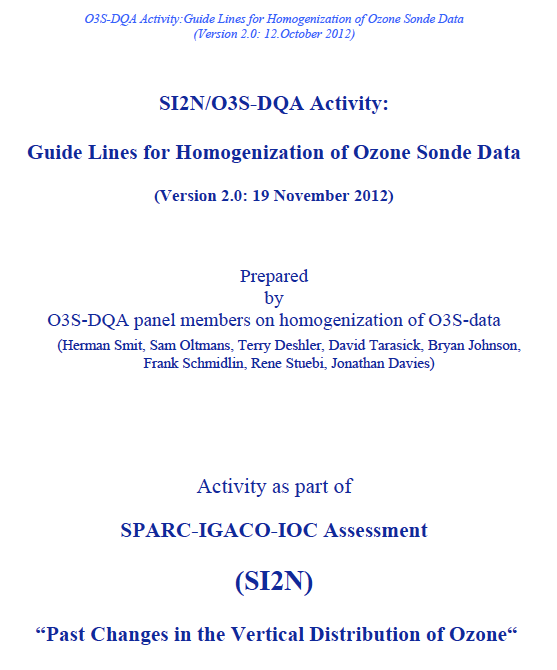 O3S-DQA Activity:Guide Lines for Homogenization of Ozone Sonde Data
(Version 2.0: 12.October 2012)
SI2N/O3S-DQA Activity:
Guide Lines for Homogenization of Ozone Sonde Data
(Version 2.0: 19 November 2012)
Prepared
by
O3S-DQA panel members on homogenization of O3S-data
(Herman Smit, Sam Oltmans, Terry Deshler, David Tarasick, Bryan Johnson,
Frank Schmidlin, Rene Stuebi, Jonathan Davies)
Activity as part of
SPARC-IGACO-IOC Assessment
(SI2N)
“Past Changes in the Vertical Distribution of Ozone“